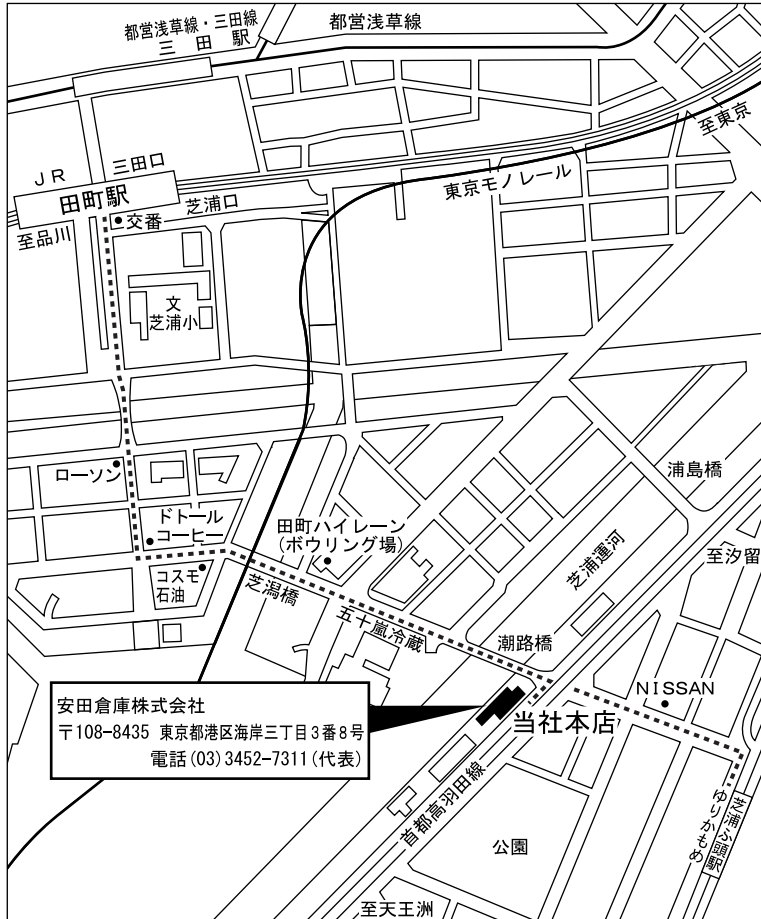 都営浅草線・三田線
三田駅
都営浅草線
至東京
JR
三田口
田町駅
東京モノレール
芝浦口
交番
至品川
文
芝浦小
ローソン
ドトール
コーヒー
田町ハイレーン
(ボウリング場)
浦島橋
芝浦運河
至汐留
コスモ
石油
芝潟橋
五十嵐冷蔵
潮路橋
NISSAN
安田倉庫株式会社
〒108-8435 東京都港区海岸三丁目3番8号
電話(03)3452-7311(代表)
当社本店
首都高羽田線
公園
ゆりかもめ
芝浦ふ頭駅
至天王洲